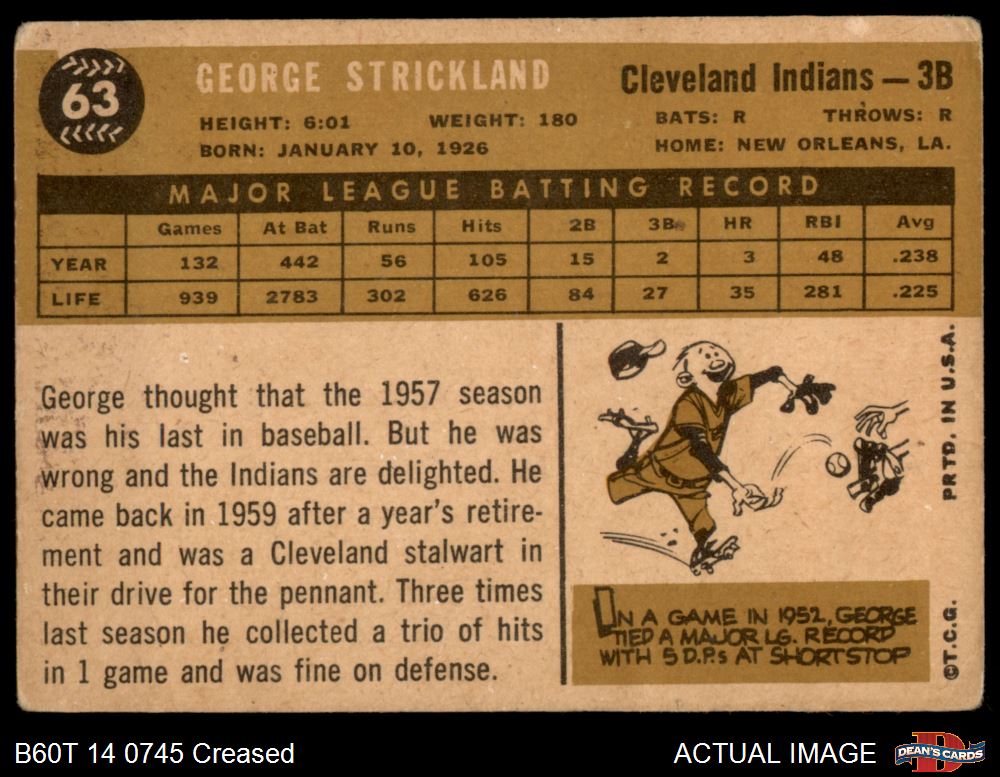 63
GEORGE STRICKLAND
Cleveland Indians — 3B
HEIGHT: 6:01 WEIGHT: 180
BATS: R THROWS: R
BORN: JANUARY 10, 1926
HOME: NEW ORLEANS, LA.
MAJOR LEAGUE BATTING RECORD
Games At Bat Runs Hits 2B 3B HR RBI Avg
YEAR 132 442 56 105 15 2 3 48 .238
LIFE 939 2783 302 626 84 27 35 281 .225
George thought that the 1957 season
was his last in baseball. But he was
wrong and the Indians are delighted. He
came back in 1959 after a year's retire-
ment and was a Cleveland stalwart in
their drive for the pennant. Three times
last season he collected a trio of hits
in 1 game and was fine on defense.
IN A GAME IN 1952, GEORGE
TIED A MAJOR LG. RECORD
WITH 5 D.P.s AT SHORTSTOP
©T.C.G. PRTD. IN U.S.A.
B60T 14 0745 Creased
ACTUAL IMAGE
DEAN'S CARDS